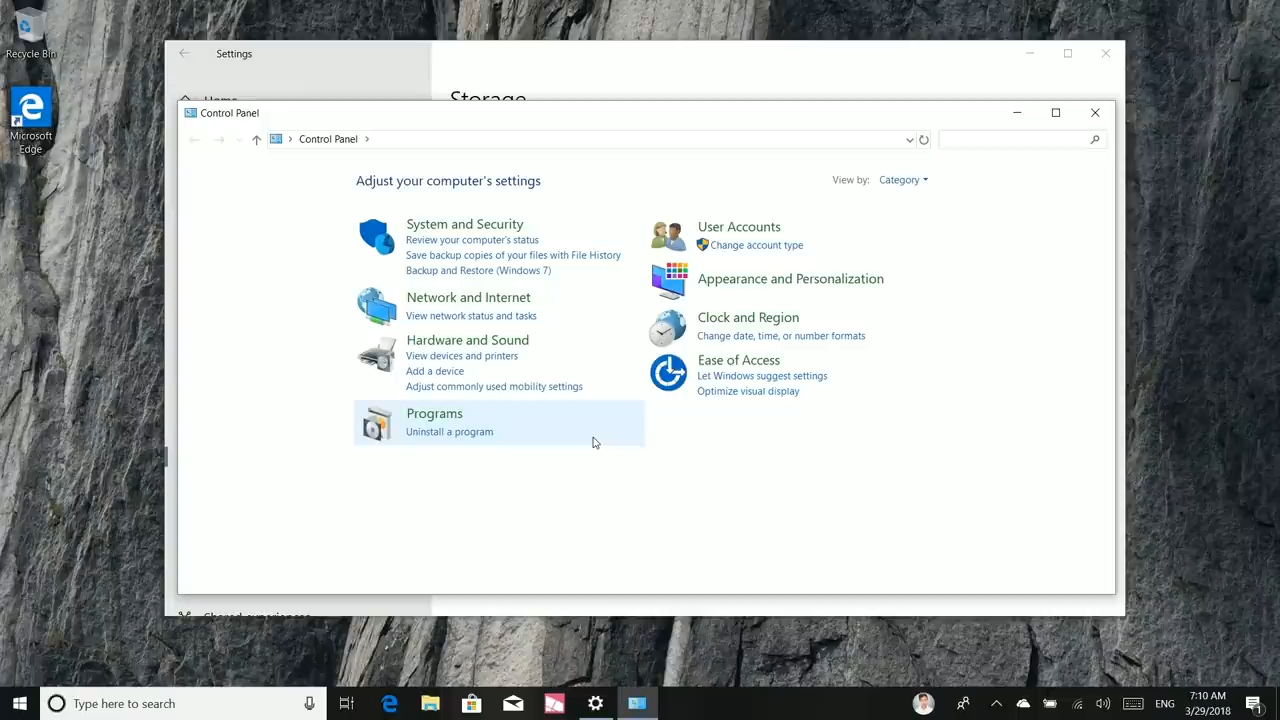 Recycle Bin
Microsoft
Edge
Settings
Home
Storage
Control Panel
Control Panel
Adjust your computer's settings
View by: Category
System and Security
Review your computer's status
Save backup copies of your files with File History
Backup and Restore (Windows 7)
Network and Internet
View network status and tasks
Hardware and Sound
View devices and printers
Add a device
Adjust commonly used mobility settings
Programs
Uninstall a program
User Accounts
Change account type
Appearance and Personalization
Clock and Region
Change date, time, or number formats
Ease of Access
Let Windows suggest settings
Optimize visual display
Shared experiences
Type here to search
ENG
7:10 AM
3/29/2018
1